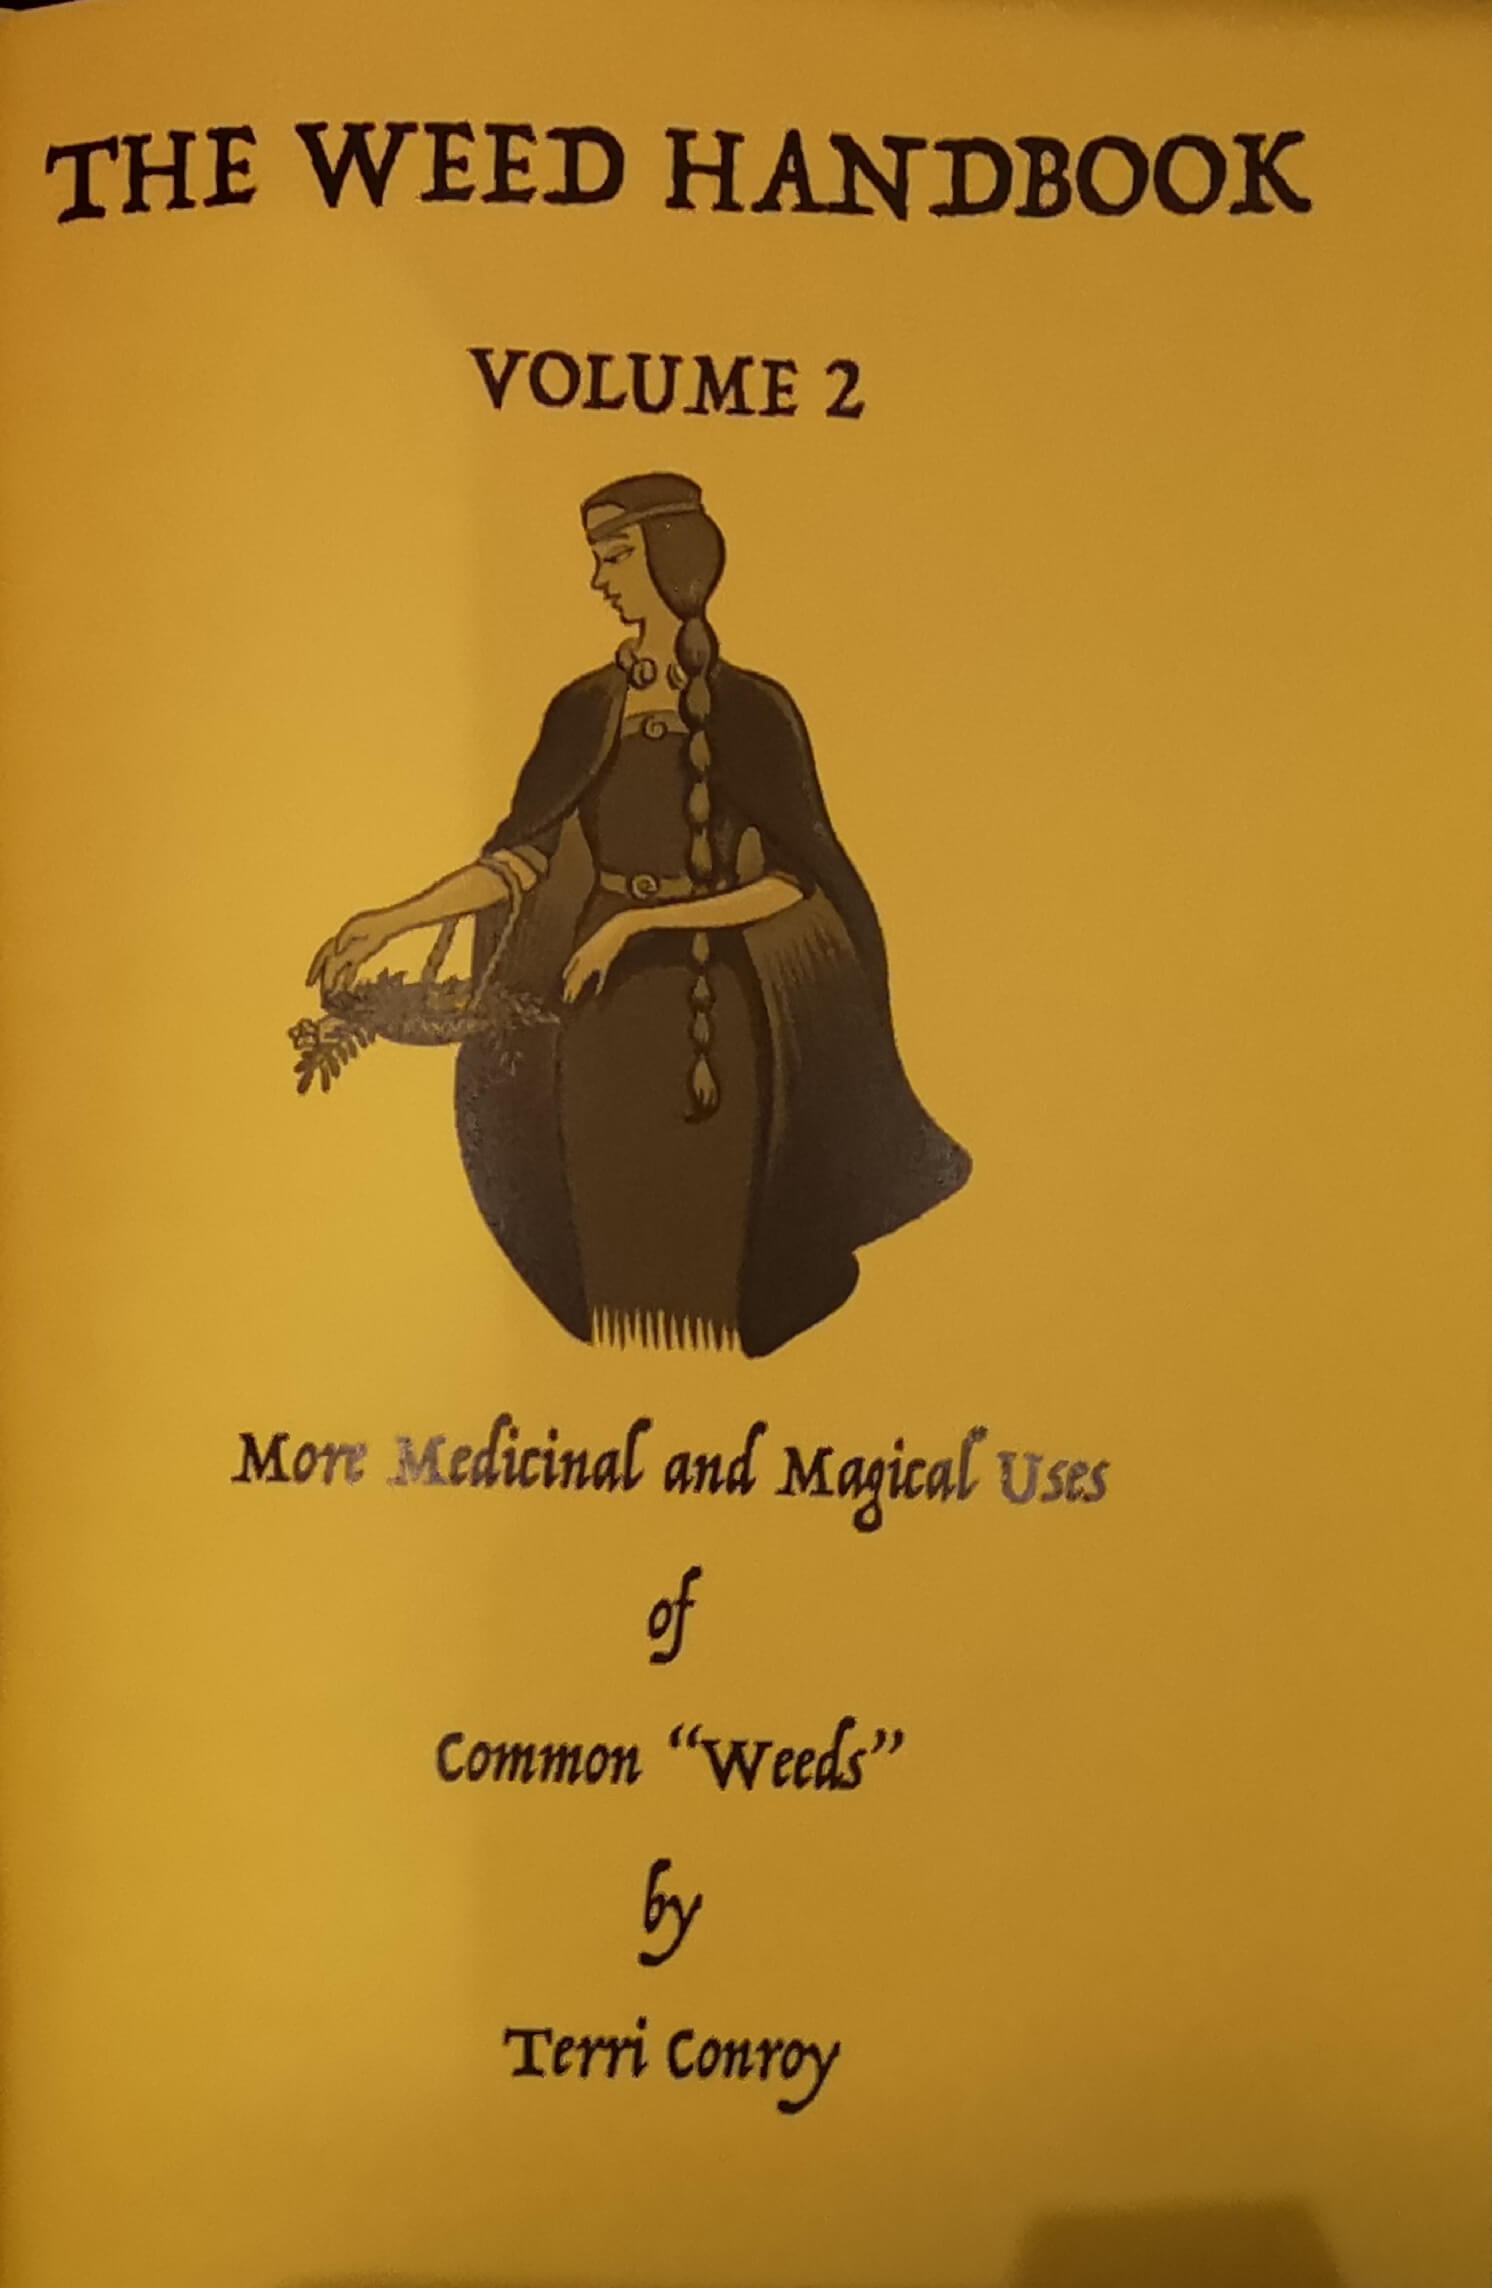 THE WEED HANDBOOK
VOLUME 2
More Medicinal and Magical Uses
of
Common “Weeds”
by
Terri Conroy